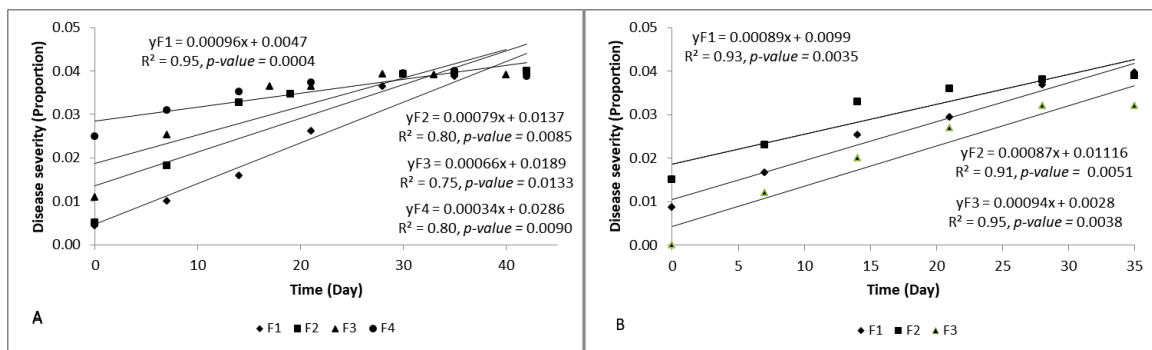 Disease severity (Proportion)
0.05
0.04
0.03
0.02
0.01
0.00
yF1 = 0.00096x + 0.0047
R² = 0.95, p-value = 0.0004
yF2 = 0.00079x + 0.0137
R² = 0.80, p-value = 0.0085
yF3 = 0.00066x + 0.0189
R² = 0.75, p-value = 0.0133
yF4 = 0.00034x + 0.0286
R² = 0.80, p-value = 0.0090
0 10 20 30 40
Time (Day)
A
F1 F2 F3 F4
Disease severity (Proportion)
0.05
0.04
0.03
0.02
0.01
0.00
yF1 = 0.00089x + 0.0099
R² = 0.93, p-value = 0.0035
yF2 = 0.00087x + 0.01116
R² = 0.91, p-value = 0.0051
yF3 = 0.00094x + 0.0028
R² = 0.95, p-value = 0.0038
0 5 10 15 20 25 30 35
Time (Day)
B
F1 F2 F3